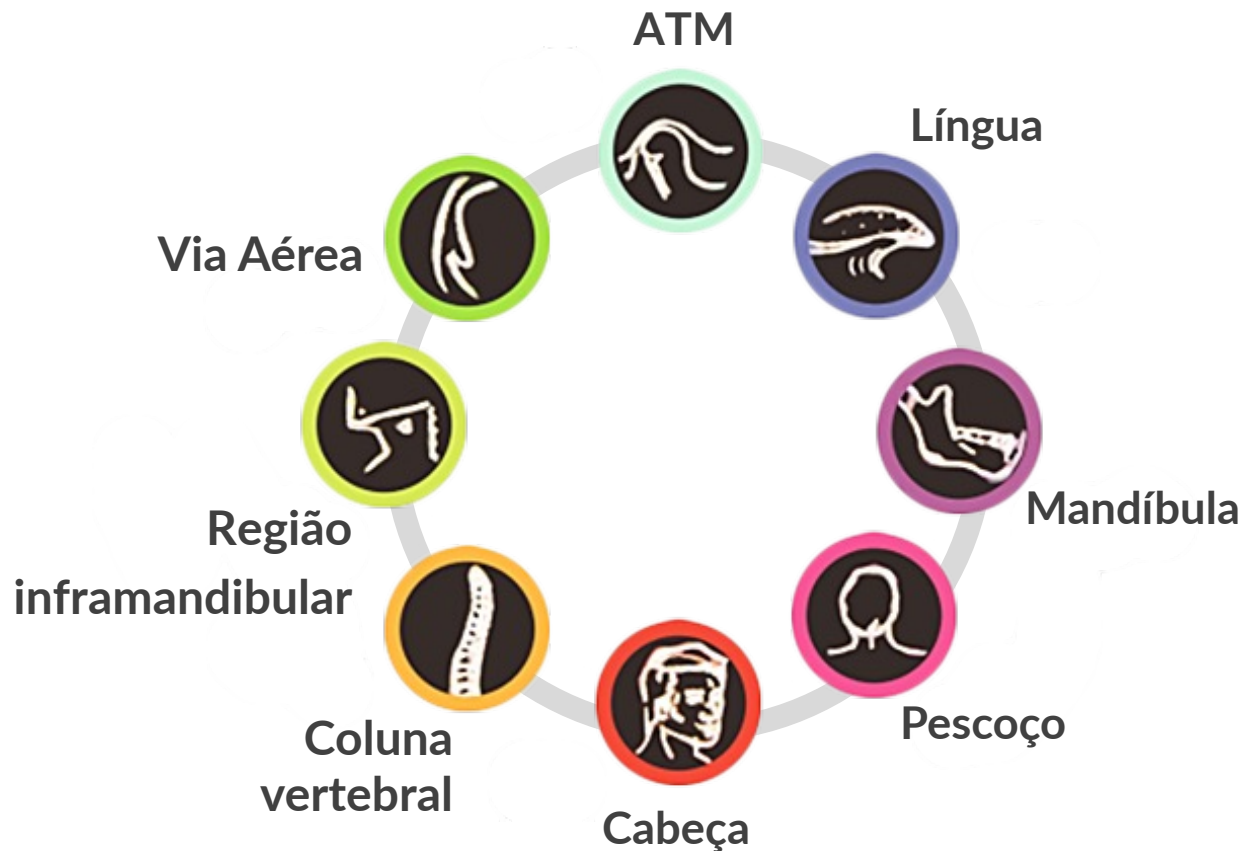 ATM
Língua
Via Aérea
Mandíbula
Região
inframandibular
Pescoço
Coluna
vertebral
Cabeça